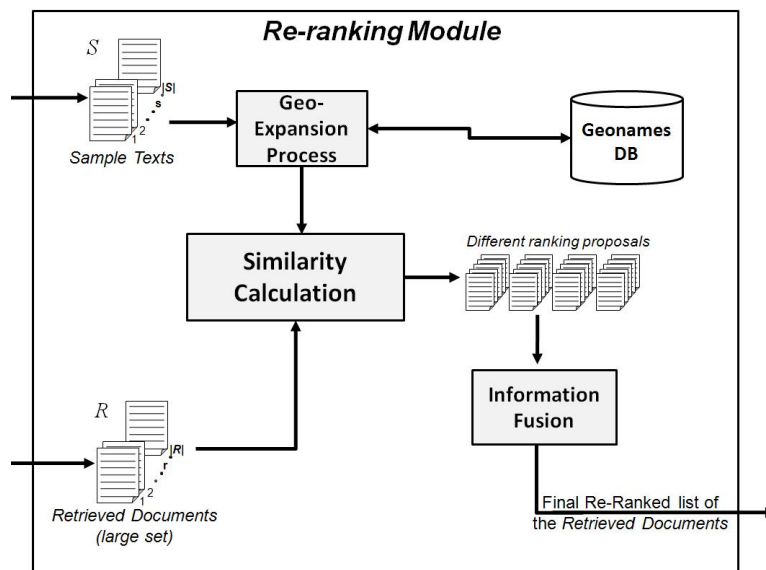 Re-ranking Module
S
|S|
s
2
1
Sample Texts
Geo-
Expansion
Process
Geonames
DB
Similarity
Calculation
Different ranking proposals
R
|R|
r
2
1
Retrieved Documents
(large set)
Information
Fusion
Final Re-Ranked list of
the Retrieved Documents